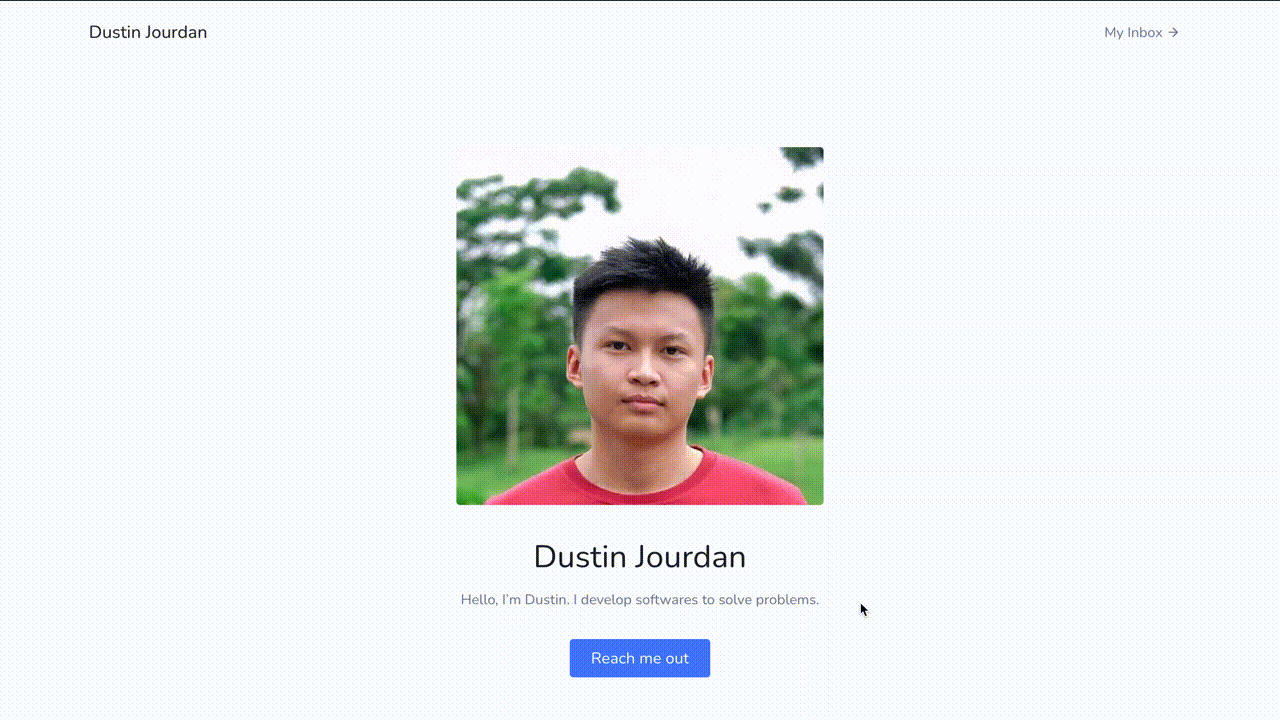 Dustin Jourdan
My Inbox →
Dustin Jourdan
Hello, I'm Dustin. I develop softwares to solve problems.
Reach me out